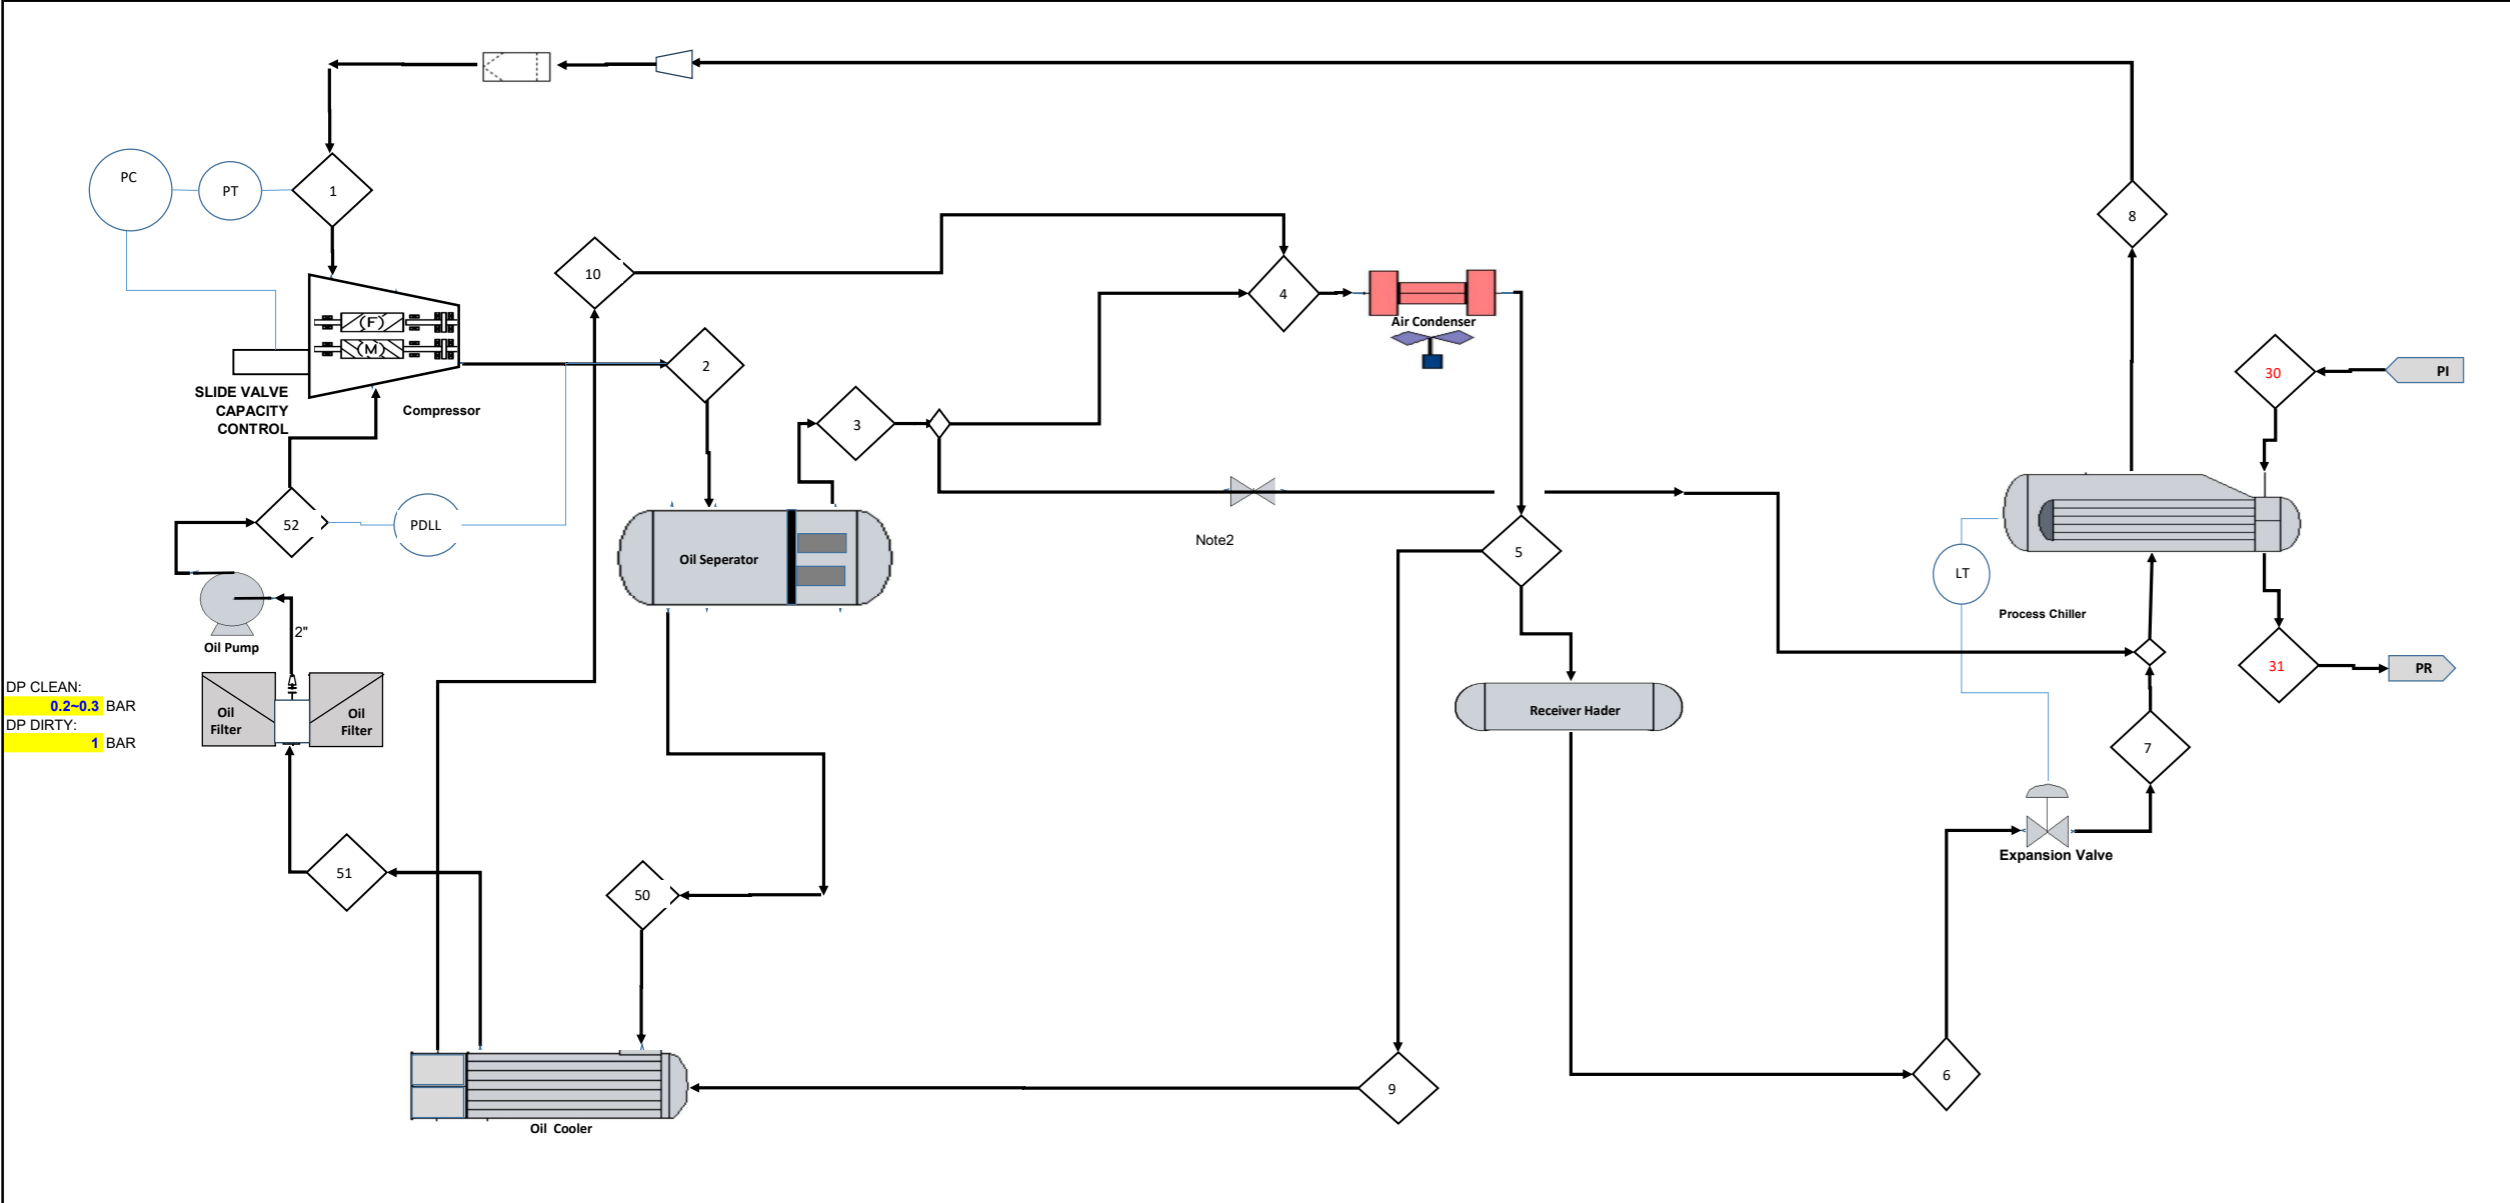 PC
PT
1
8
10
4
(F)
(M)
Air Condenser
2
30
PI
SLIDE VALVE
CAPACITY
CONTROL
Compressor
3
52
PDLL
Note2
5
Oil Seperator
LT
Process Chiller
2"
Oil Pump
31
PR
DP CLEAN:
0.2~0.3 BAR
DP DIRTY:
1 BAR
Oil
Filter
Oil
Filter
Receiver Hader
7
Expansion Valve
51
50
6
9
Oil Cooler